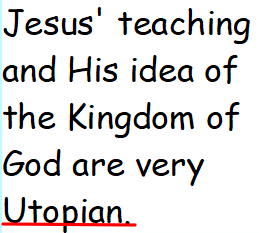 Jesus' teaching
and His idea of
the Kingdom of
God are very
Utopian.